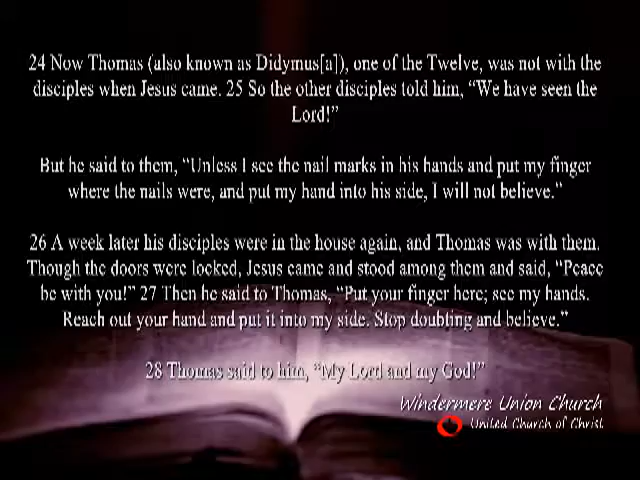 24 Now Thomas (also known as Didymus[a]), one of the Twelve, was not with the
disciples when Jesus came. 25 So the other disciples told him, “We have seen the
Lord!”
But he said to them, “Unless I see the nail marks in his hands and put my finger
where the nails were, and put my hand into his side, I will not believe.”
26 A week later his disciples were in the house again, and Thomas was with them.
Though the doors were locked, Jesus came and stood among them and said, “Peace
be with you!” 27 Then he said to Thomas, “Put your finger here; see my hands.
Reach out your hand and put it into my side. Stop doubting and believe.”
28 Thomas said to him, “My Lord and my God!”
Windermere Union Church
United Church of Christ